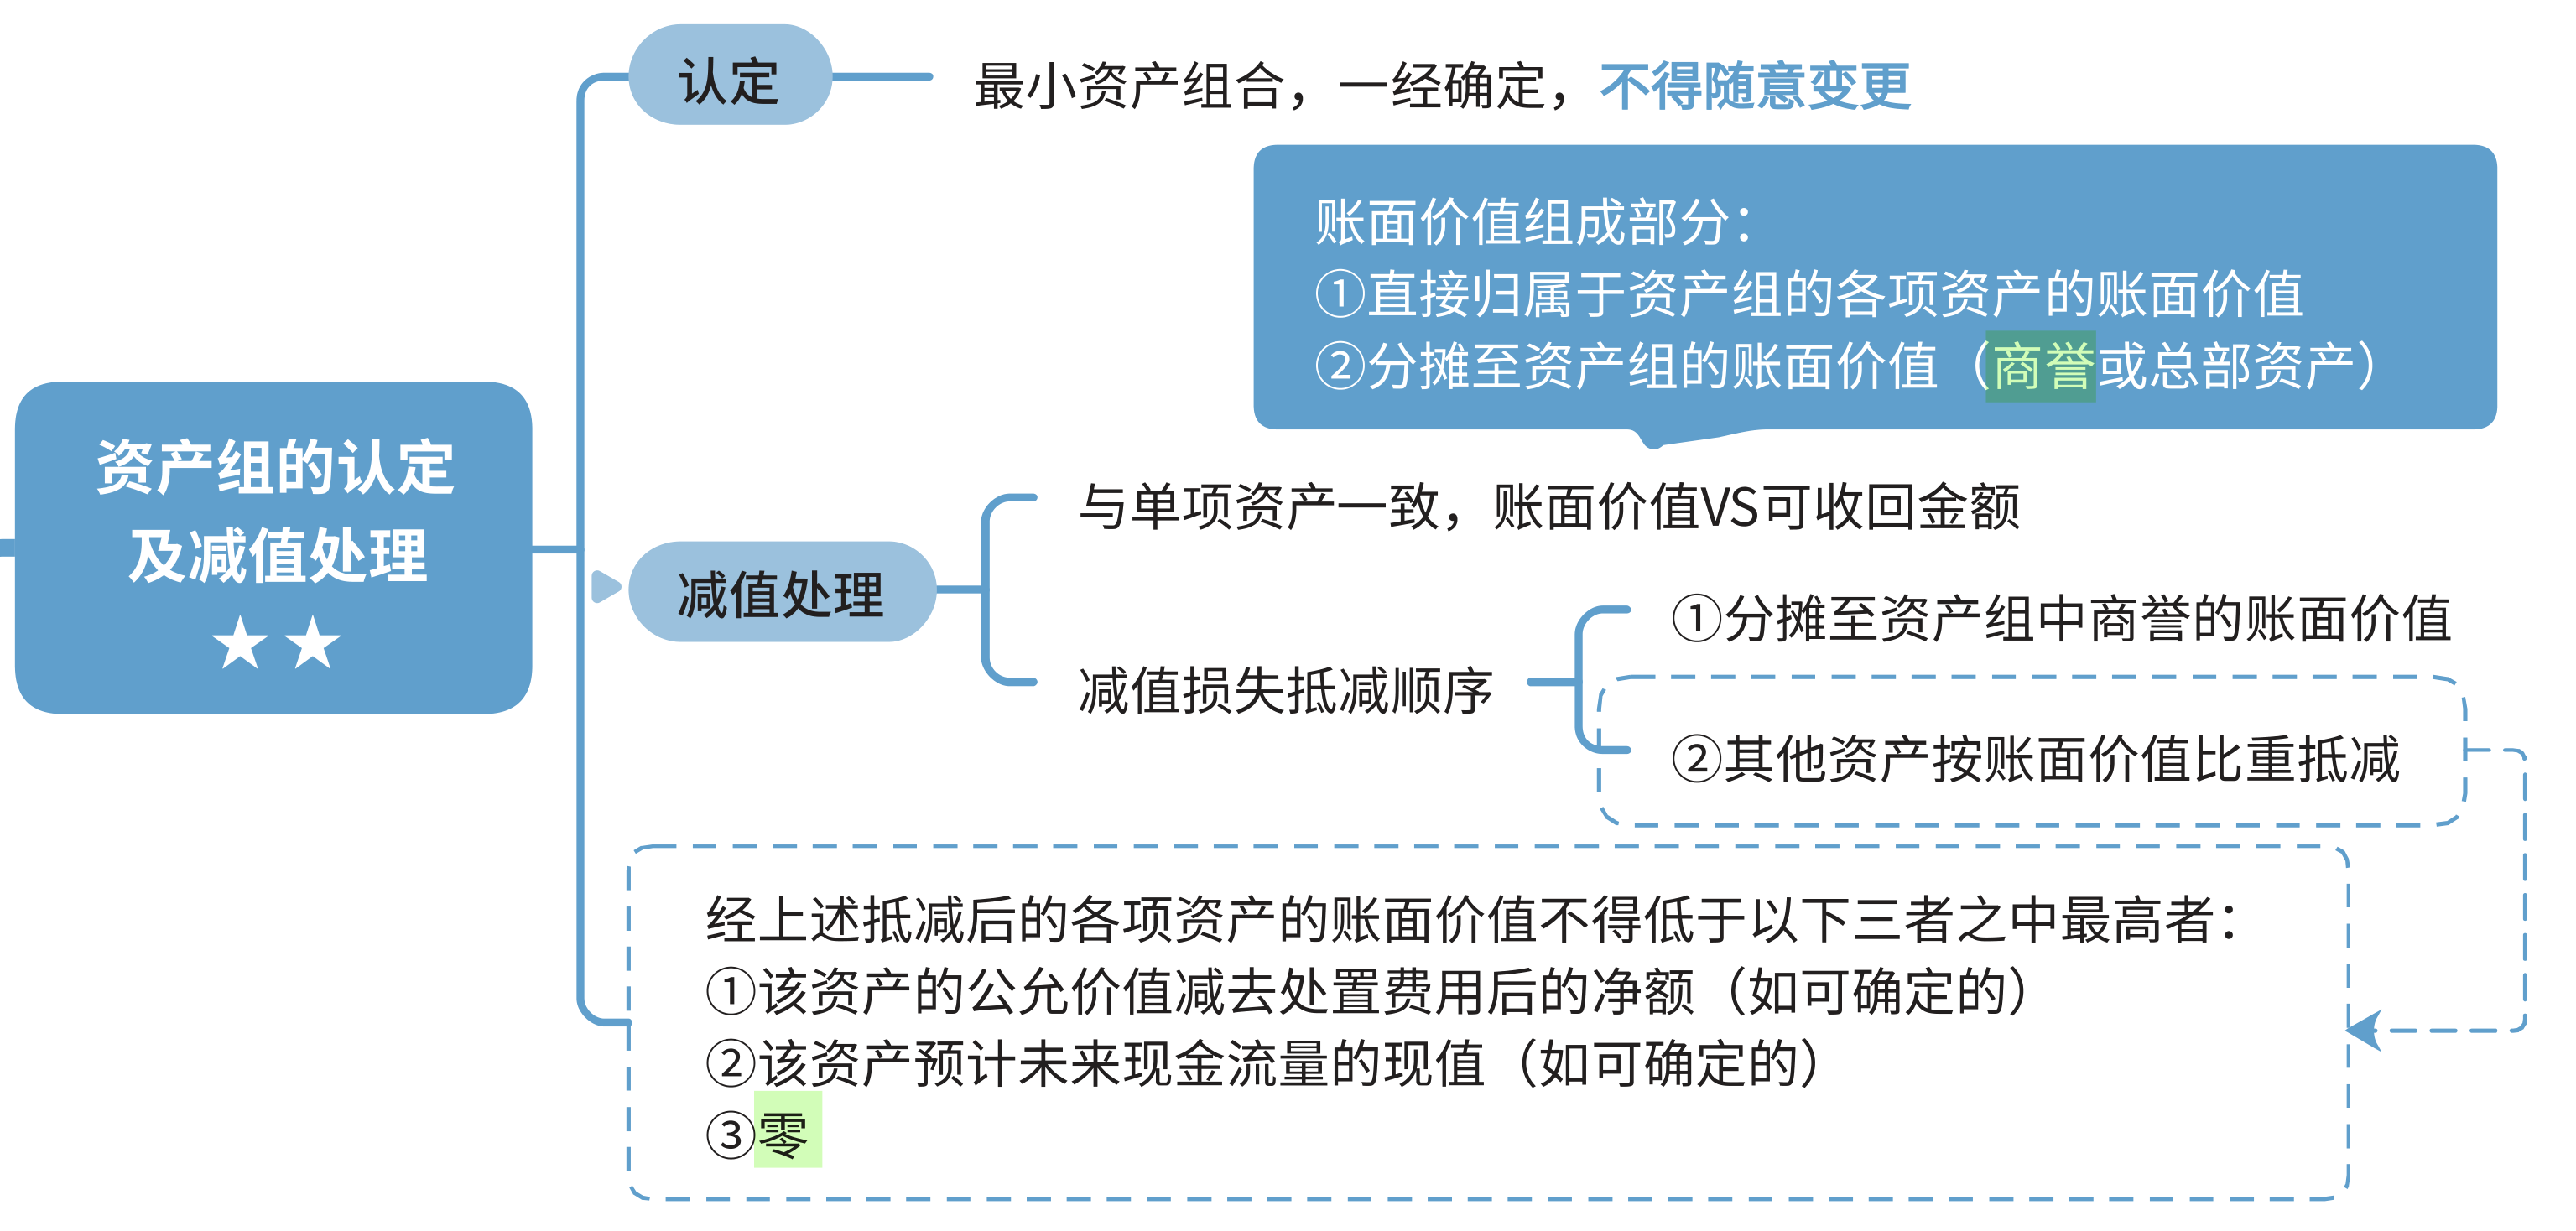 资产组的认定
及减值处理
★★
认定
最小资产组合，一经确定，不得随意变更
账面价值组成部分：
①直接归属于资产组的各项资产的账面价值
②分摊至资产组的账面价值（商誉或总部资产）
减值处理
与单项资产一致，账面价值VS可收回金额
减值损失抵减顺序
①分摊至资产组中商誉的账面价值
②其他资产按账面价值比重抵减
经上述抵减后的各项资产的账面价值不得低于以下三者之中最高者：
①该资产的公允价值减去处置费用后的净额（如可确定的）
②该资产预计未来现金流量的现值（如可确定的）
③零